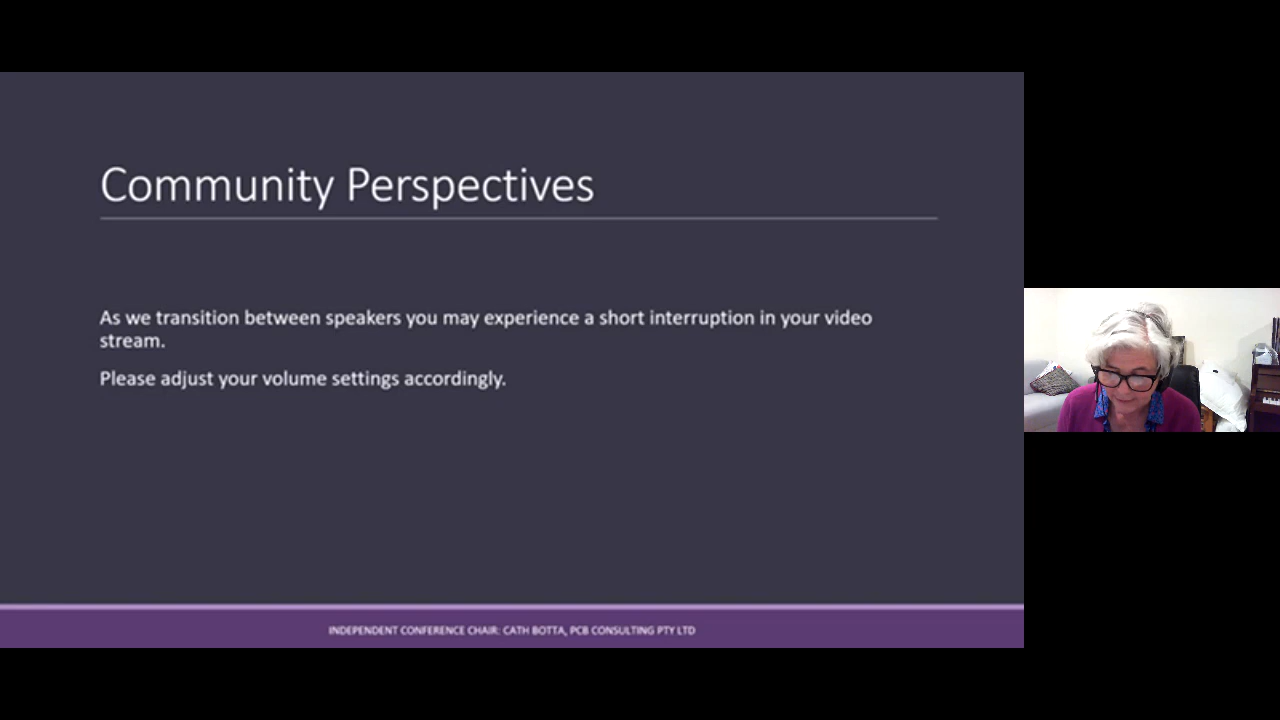 Community Perspectives
As we transition between speakers you may experience a short interruption in your video
stream.
Please adjust your volume settings accordingly.
INDEPENDENT CONFERENCE CHAIR: CATH BOTTA, PCB CONSULTING PTY LTD